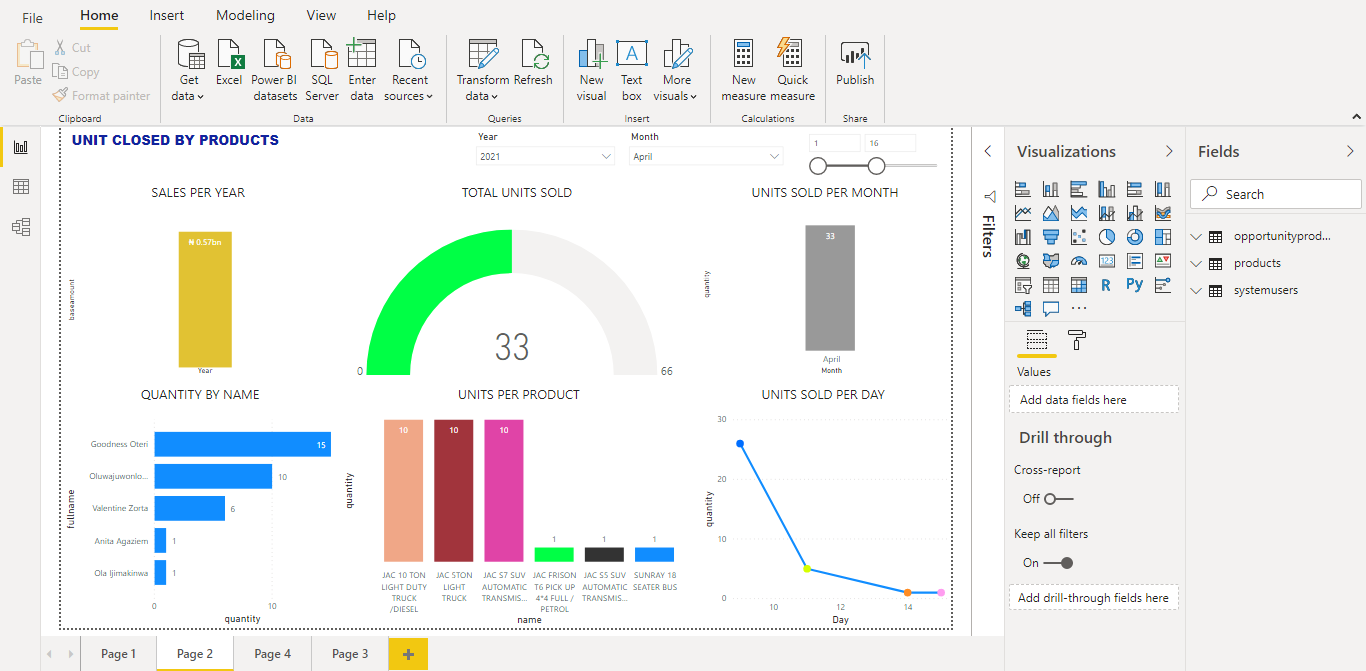 File
Home
Insert
Modeling
View
Help
Paste
Cut
Copy
Format painter
Clipboard
Get
data
Excel
Power BI
datasets
SQL
Server
Enter
data
Recent
sources
Data
Transform
data
Refresh
Queries
New
visual
Text
box
More
visuals
Insert
New
measure
Quick
measure
Calculations
Publish
Share
UNIT CLOSED BY PRODUCTS
Year
2021
Month
April
1
16
SALES PER YEAR
₦ 0.57bn
baseamound
Year
TOTAL UNITS SOLD
33
0
66
UNITS SOLD PER MONTH
33
quantity
April
Month
QUANTITY BY NAME
fullname
Goodness Oteri
15
Oluwajuwonlo...
10
Valentine Zorta
6
Anita Agaziem
1
Ola Ijimakinwa
1
0
10
quantity
UNITS PER PRODUCT
quantity
10
10
10
1
1
1
JAC 10 TON
LIGHT DUTY
TRUCK
/DIESEL
JAC 5TON
LIGHT
TRUCK
JAC S7 SUV
AUTOMATIC
TRANSMIS...
JAC FRISON
T6 PICK UP
4*4 FULL /
PETROL
JAC S5 SUV
AUTOMATIC
TRANSMIS...
SUNRAY 18
SEATER BUS
name
UNITS SOLD PER DAY
quantity
30
20
10
0
10
12
14
Day
Filters
Visualizations
123
R
Py
Values
Add data fields here
Drill through
Cross-report
Off
Keep all filters
On
Add drill-through fields here
Fields
Search
opportunityprod...
products
systemusers
Page 1
Page 2
Page 4
Page 3